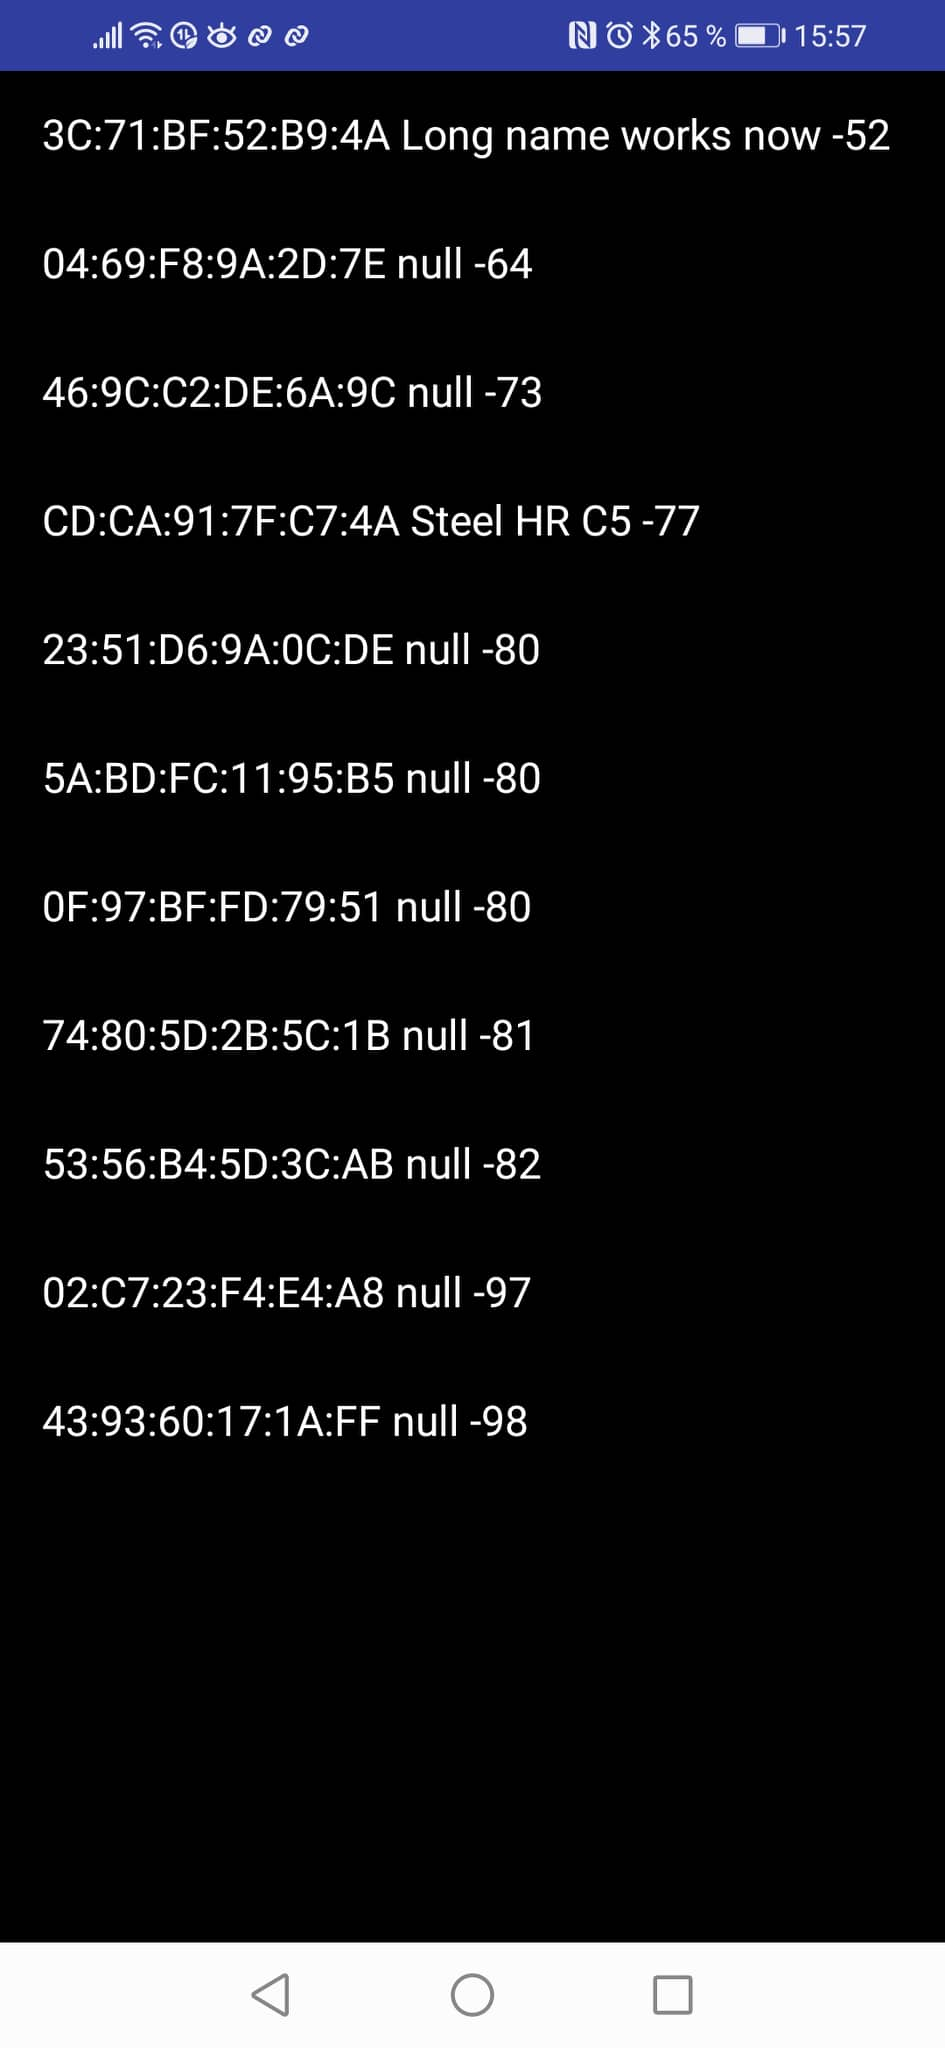 65 % 15:57
3C:71:BF:52:B9:4A Long name works now -52
04:69:F8:9A:2D:7E null -64
46:9C:C2:DE:6A:9C null -73
CD:CA:91:7F:C7:4A Steel HR C5 -77
23:51:D6:9A:0C:DE null -80
5A:BD:FC:11:95:B5 null -80
0F:97:BF:FD:79:51 null -80
74:80:5D:2B:5C:1B null -81
53:56:B4:5D:3C:AB null -82
02:C7:23:F4:E4:A8 null -97
43:93:60:17:1A:FF null -98